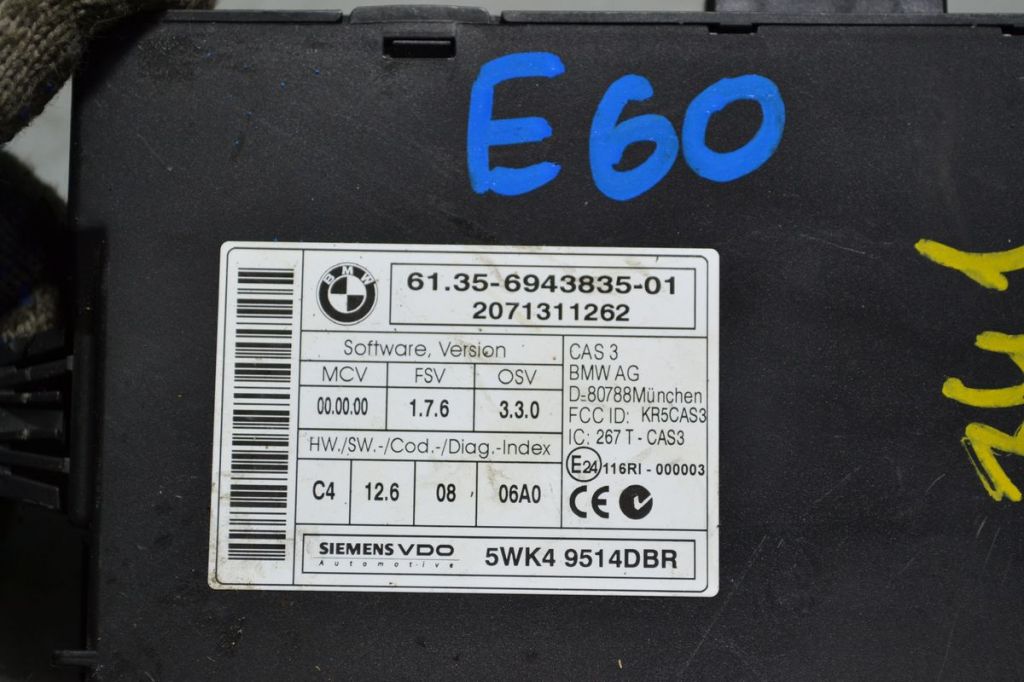 E60
BMW
61.35-6943835-01
2071311262
Software, Version
MCV FSV OSV
00.00.00 1.7.6 3.3.0
HW./SW.-/Cod.-/Diag.-Index
C4 12.6 08 06A0
CAS 3
BMW AG
D-80788München
FCC ID: KR5CAS3
IC: 267 T - CAS3
E24 116RI - 000003
CE
SIEMENS VDO
Automotive
5WK4 9514DBR